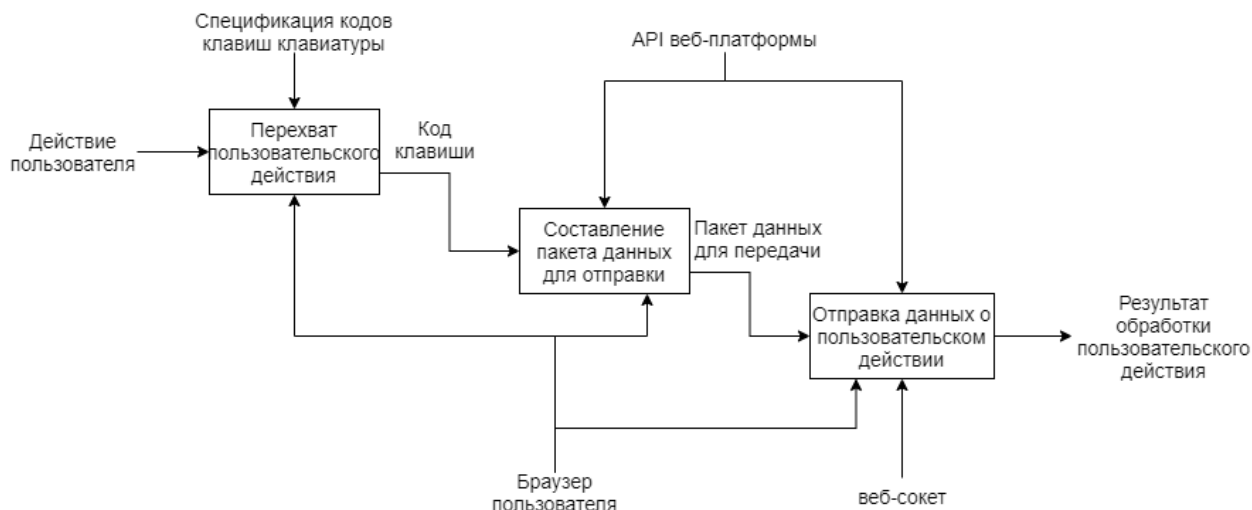 Спецификация кодов
клавиш клавиатуры
API веб-платформы
Действие
пользователя
Перехват
пользовательского
действия
Код
клавиши
Составление
пакета данных
для отправки
Пакет данных
для передачи
Отправка данных о
пользовательском
действии
Результат
обработки
пользовательского
действия
Браузер
пользователя
веб-сокет